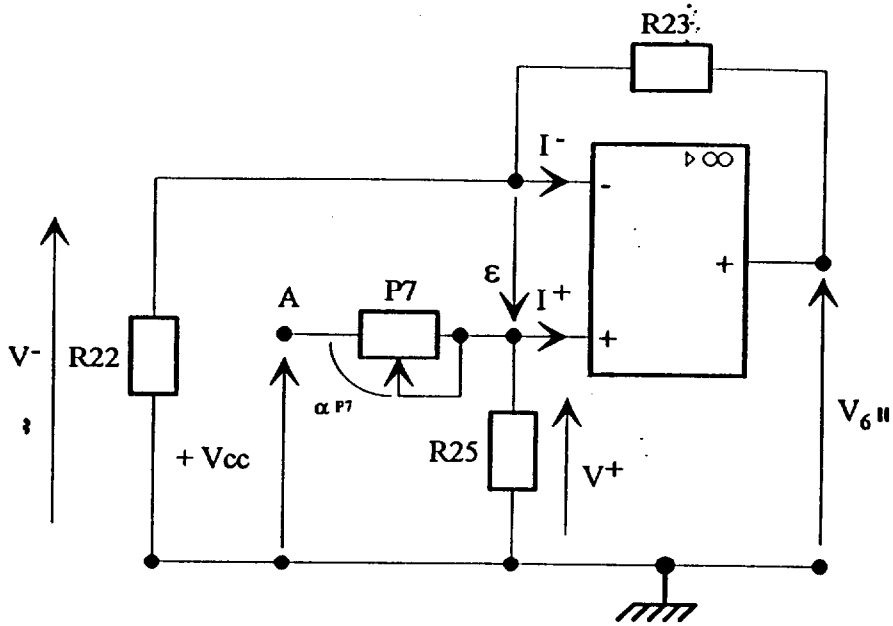 R23
I -
▷ ∞
-
ε
+
A
P7
I +
+
V-
R22
α P7
R25
V+
V6
+ Vcc